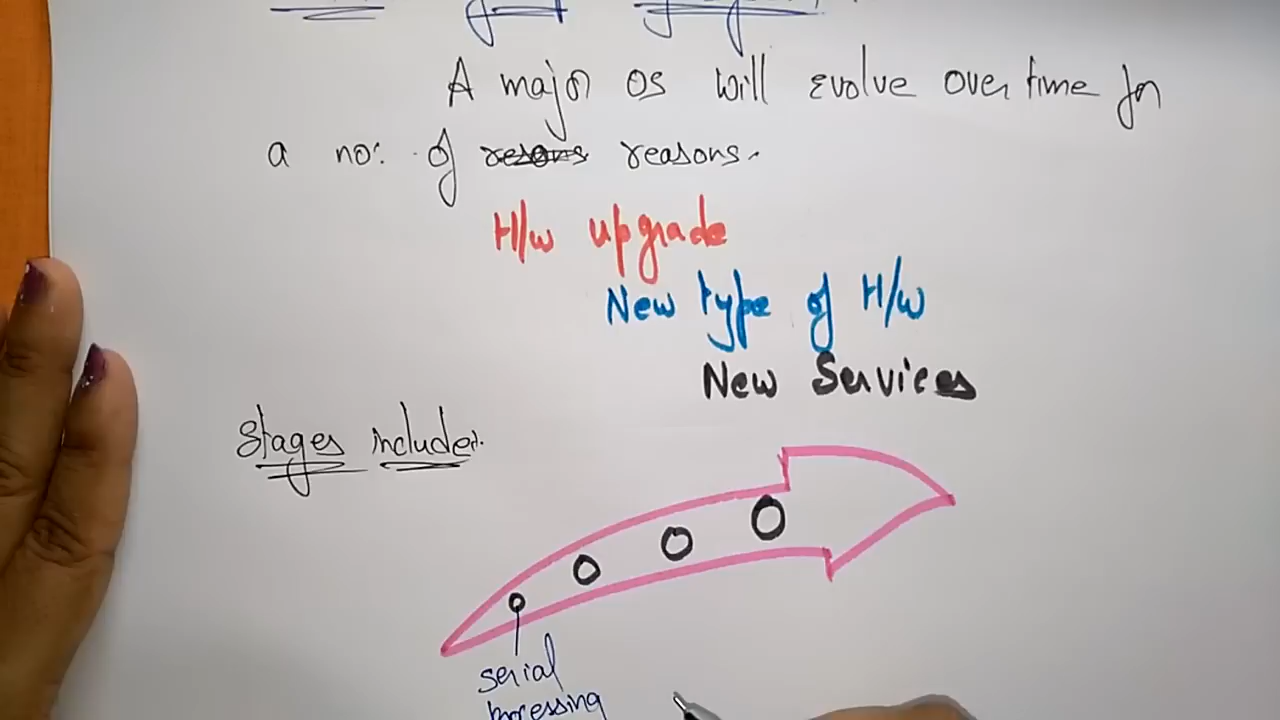 A major os will evolve over time for
a no: of reasons.
H/w upgrade
New type of H/w
New Services
Stages include:
serial
processing